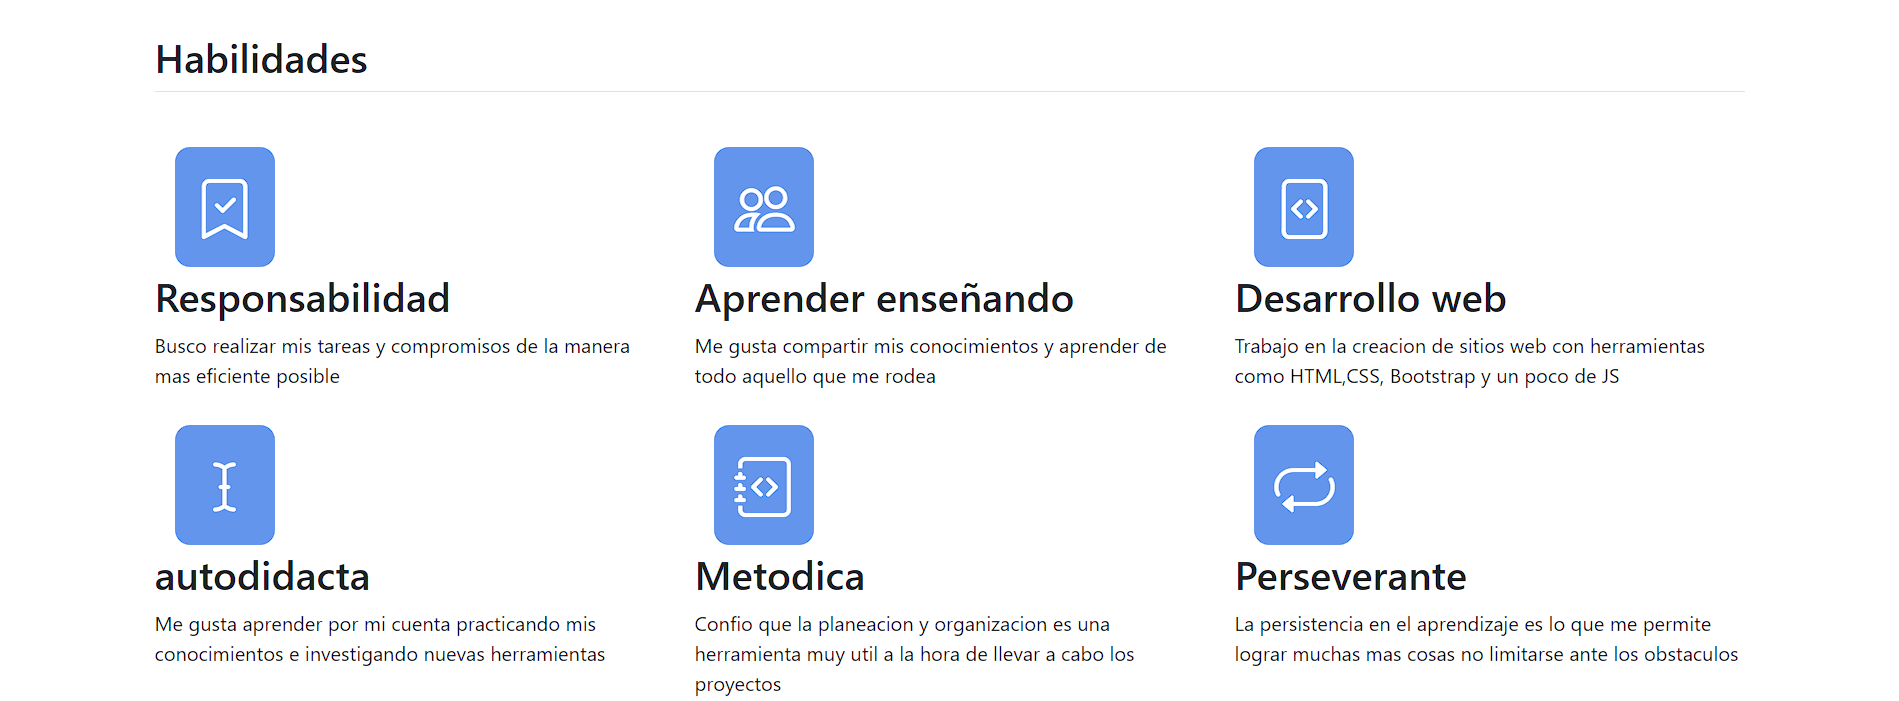 Habilidades
Responsabilidad
Busco realizar mis tareas y compromisos de la manera
mas eficiente posible
Aprender enseñando
Me gusta compartir mis conocimientos y aprender de
todo aquello que me rodea
Desarrollo web
Trabajo en la creacion de sitios web con herramientas
como HTML,CSS, Bootstrap y un poco de JS
autodidacta
Me gusta aprender por mi cuenta practicando mis
conocimientos e investigando nuevas herramientas
Metodica
Confio que la planeacion y organizacion es una
herramienta muy util a la hora de llevar a cabo los
proyectos
Perseverante
La persistencia en el aprendizaje es lo que me permite
lograr muchas mas cosas no limitarse ante los obstaculos